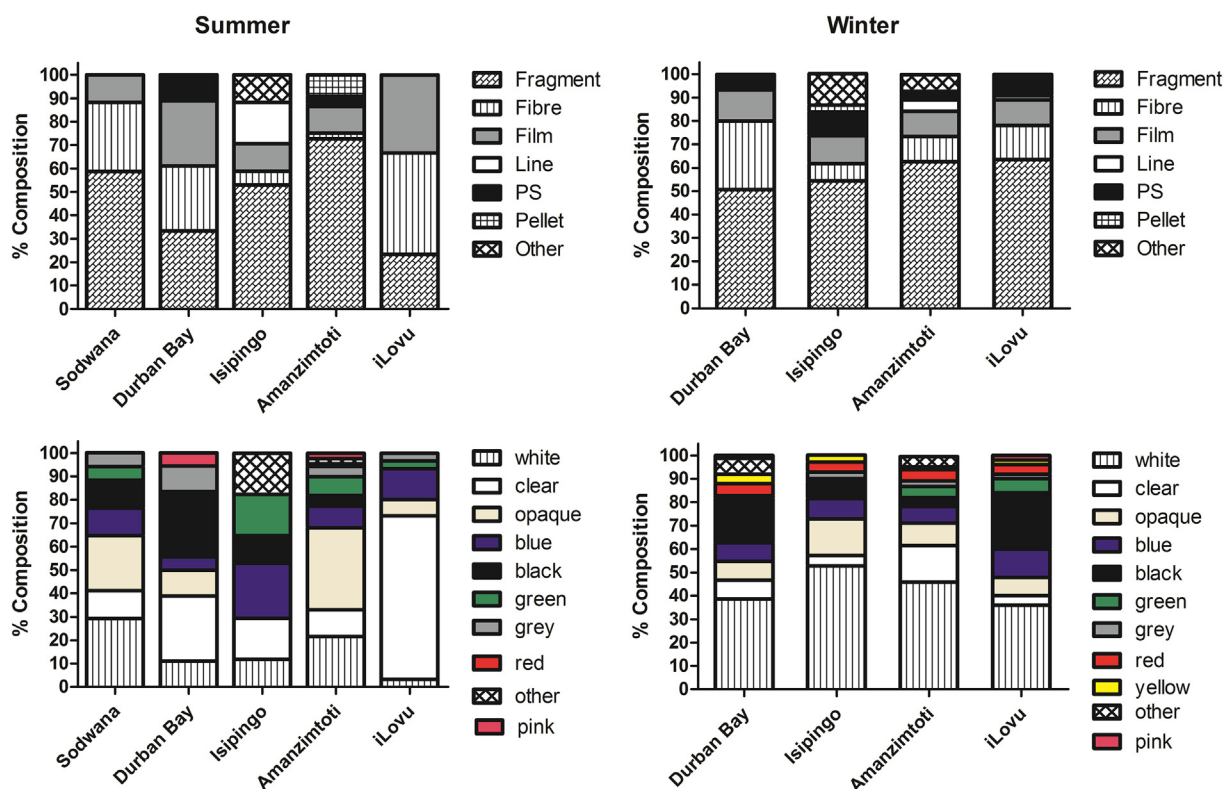 Summer
Winter
% Composition
100
90
80
70
60
50
40
30
20
10
0
Sodwana
Durban Bay
Isipingo
Amanzimtoti
iLovu
Fragment
Fibre
Film
Line
PS
Pellet
Other
% Composition
100
90
80
70
60
50
40
30
20
10
0
Durban Bay
Isipingo
Amanzimtoti
iLovu
Fragment
Fibre
Film
Line
PS
Pellet
Other
% Composition
100
90
80
70
60
50
40
30
20
10
0
Sodwana
Durban Bay
Isipingo
Amanzimtoti
iLovu
white
clear
opaque
blue
black
green
grey
red
other
pink
% Composition
100
90
80
70
60
50
40
30
20
10
0
Durban Bay
Isipingo
Amanzimtoti
iLovu
white
clear
opaque
blue
black
green
grey
red
yellow
other
pink